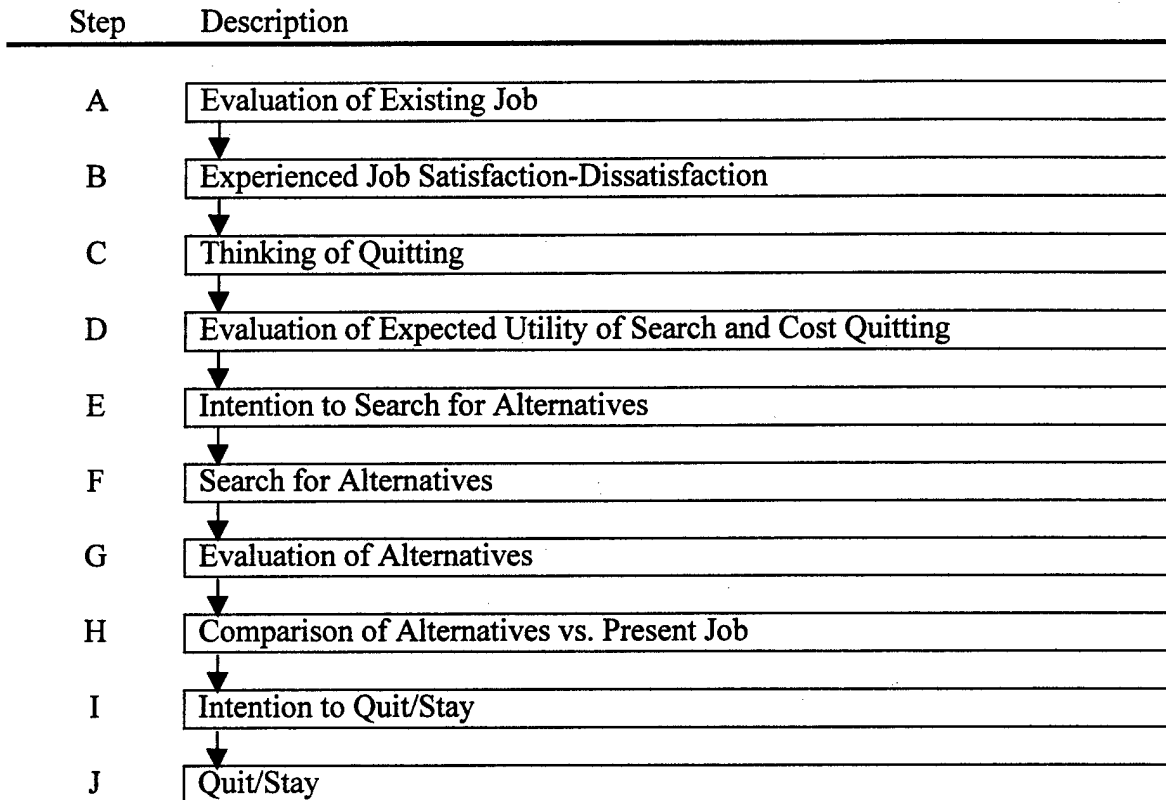 Step Description
A Evaluation of Existing Job
B Experienced Job Satisfaction-Dissatisfaction
C Thinking of Quitting
D Evaluation of Expected Utility of Search and Cost Quitting
E Intention to Search for Alternatives
F Search for Alternatives
G Evaluation of Alternatives
H Comparison of Alternatives vs. Present Job
I Intention to Quit/Stay
J Quit/Stay